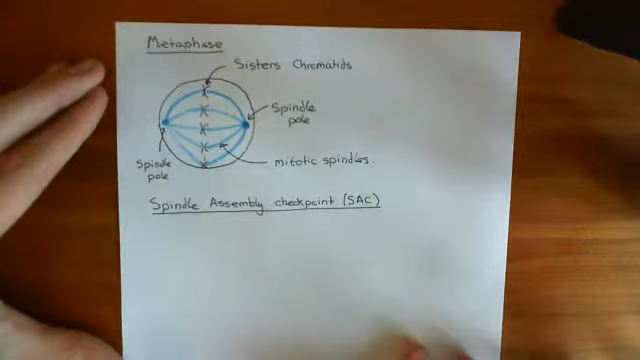 Metaphase
Sisters Chromatids
Spindle
pole
Spindle
pole
mitotic spindles.
Spindle Assembly checkpoint (SAC)